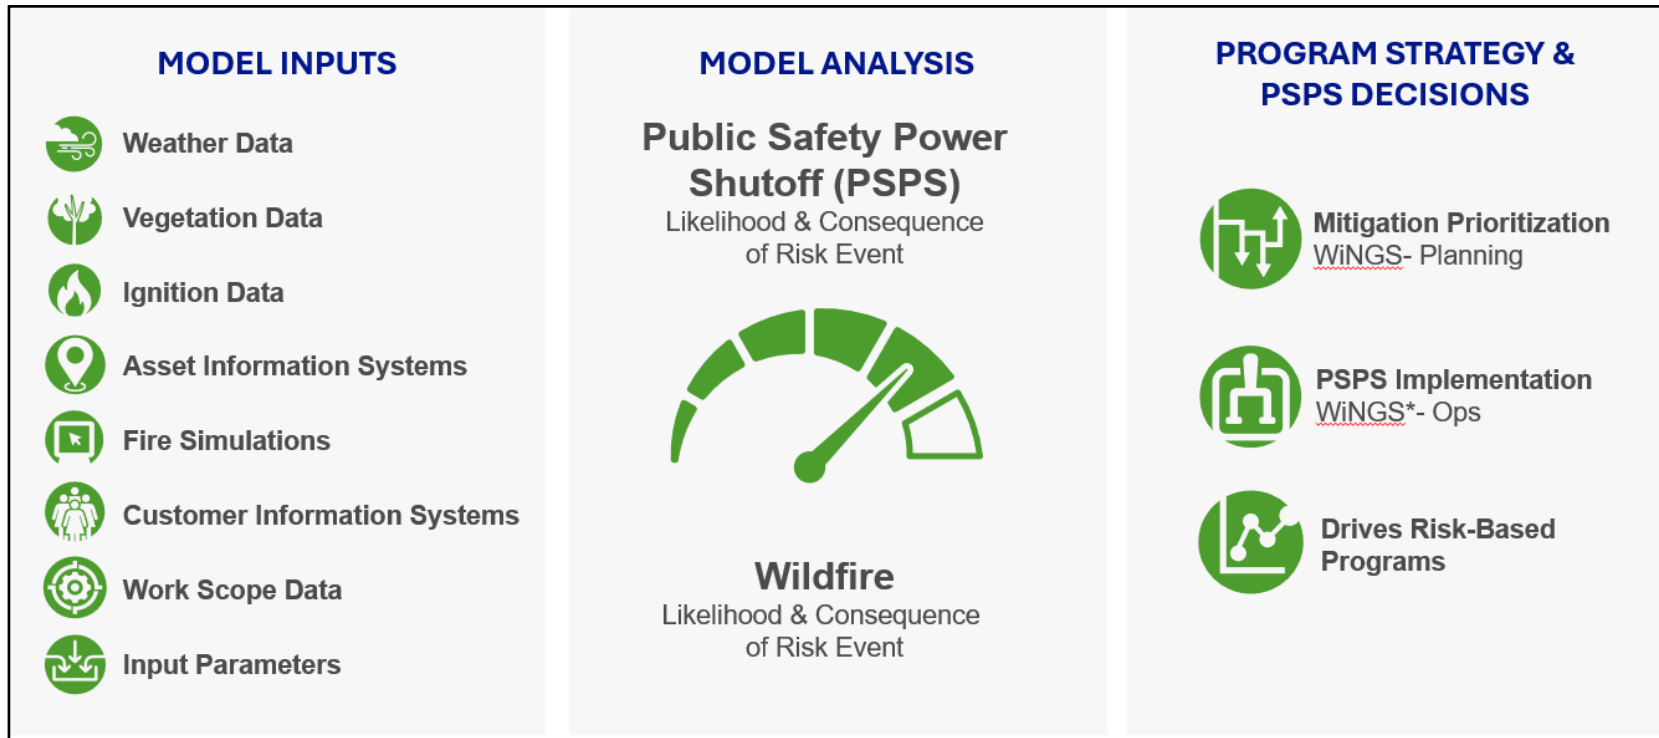 MODEL INPUTS
Weather Data
Vegetation Data
Ignition Data
Asset Information Systems
Fire Simulations
Customer Information Systems
Work Scope Data
Input Parameters
MODEL ANALYSIS
Public Safety Power
Shutoff (PSPS)
Likelihood & Consequence
of Risk Event
Wildfire
Likelihood & Consequence
of Risk Event
PROGRAM STRATEGY &
PSPS DECISIONS
Mitigation Prioritization
WiNGS- Planning
PSPS Implementation
WiNGS*- Ops
Drives Risk-Based
Programs